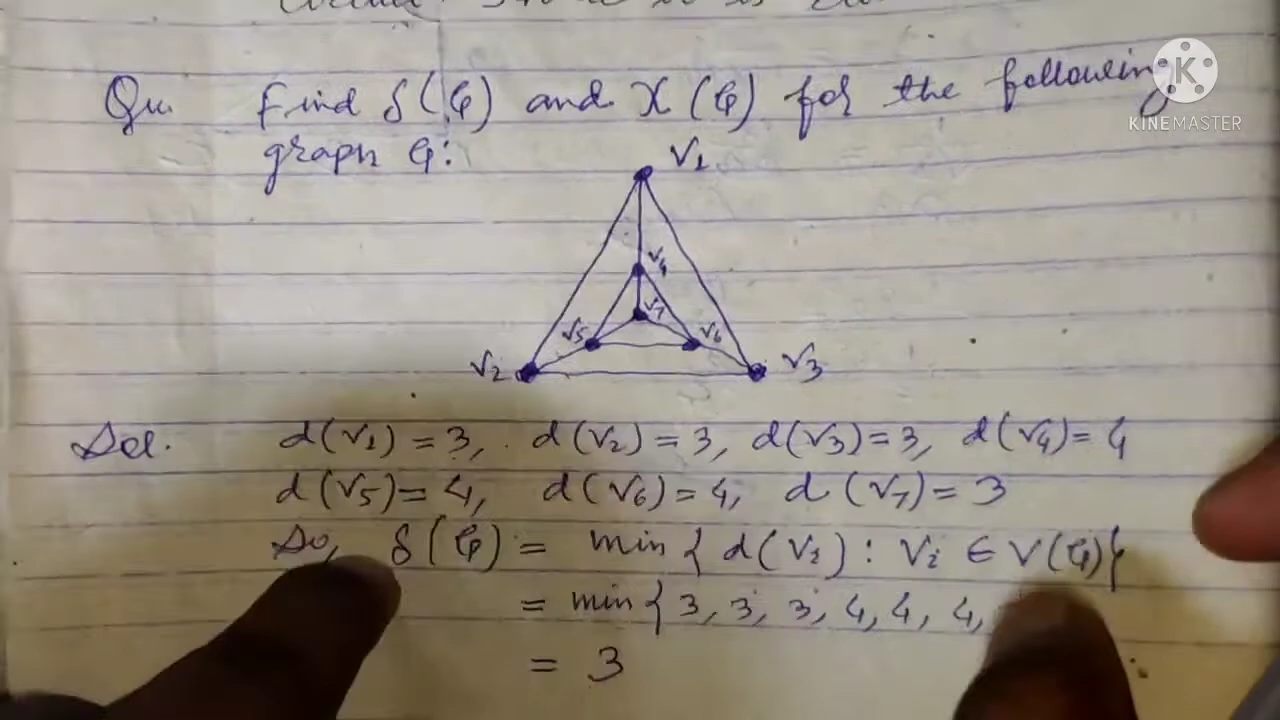 Qu. Find δ(G) and χ(G) for the following
KINEMASTER
graph G:
V1
V4
V7
V5
V6
V2
V3
Sol. d(V1) = 3, d(V2) = 3, d(V3) = 3, d(V4) = 4
d(V5) = 4, d(V6) = 4, d(V7) = 3
So, δ(G) = min { d(Vi) : Vi ∈ V(G)}
= min { 3, 3, 3, 4, 4, 4,
= 3